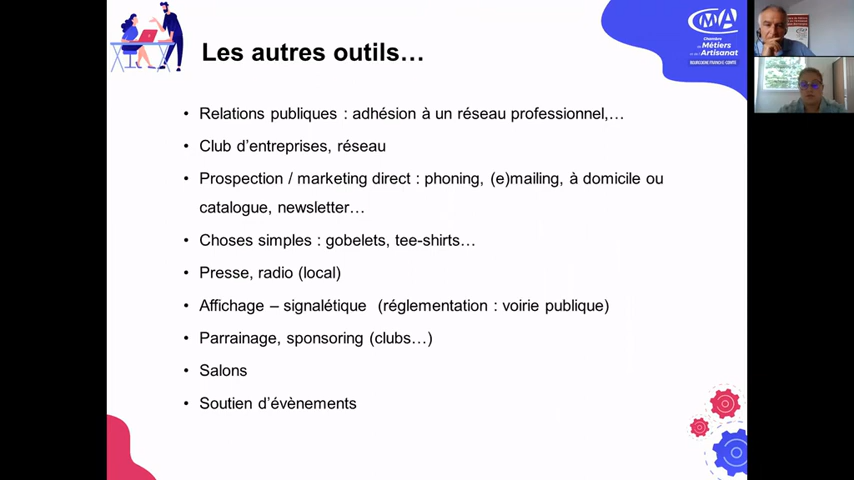 Les autres outils…
CMA
Chambre
de Métiers
et de l'Artisanat
BOURGOGNE FRANCHE-COMTÉ
• Relations publiques : adhésion à un réseau professionnel,…
• Club d'entreprises, réseau
• Prospection / marketing direct : phoning, (e)mailing, à domicile ou
catalogue, newsletter…
• Choses simples : gobelets, tee-shirts…
• Presse, radio (local)
• Affichage – signalétique (réglementation : voirie publique)
• Parrainage, sponsoring (clubs…)
• Salons
• Soutien d'évènements